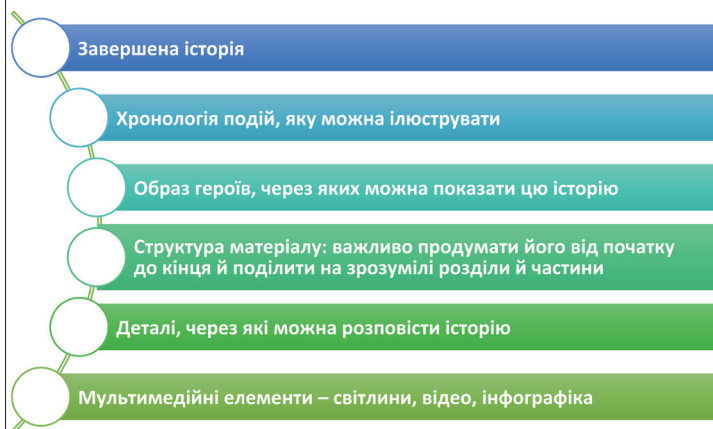 Завершена історія
Хронологія подій, яку можна ілюструвати
Образ героїв, через яких можна показати цю історію
Структура матеріалу: важливо продумати його від початку
до кінця й поділити на зрозумілі розділи й частини
Деталі, через які можна розповісти історію
Мультимедійні елементи – світлини, відео, інфографіка